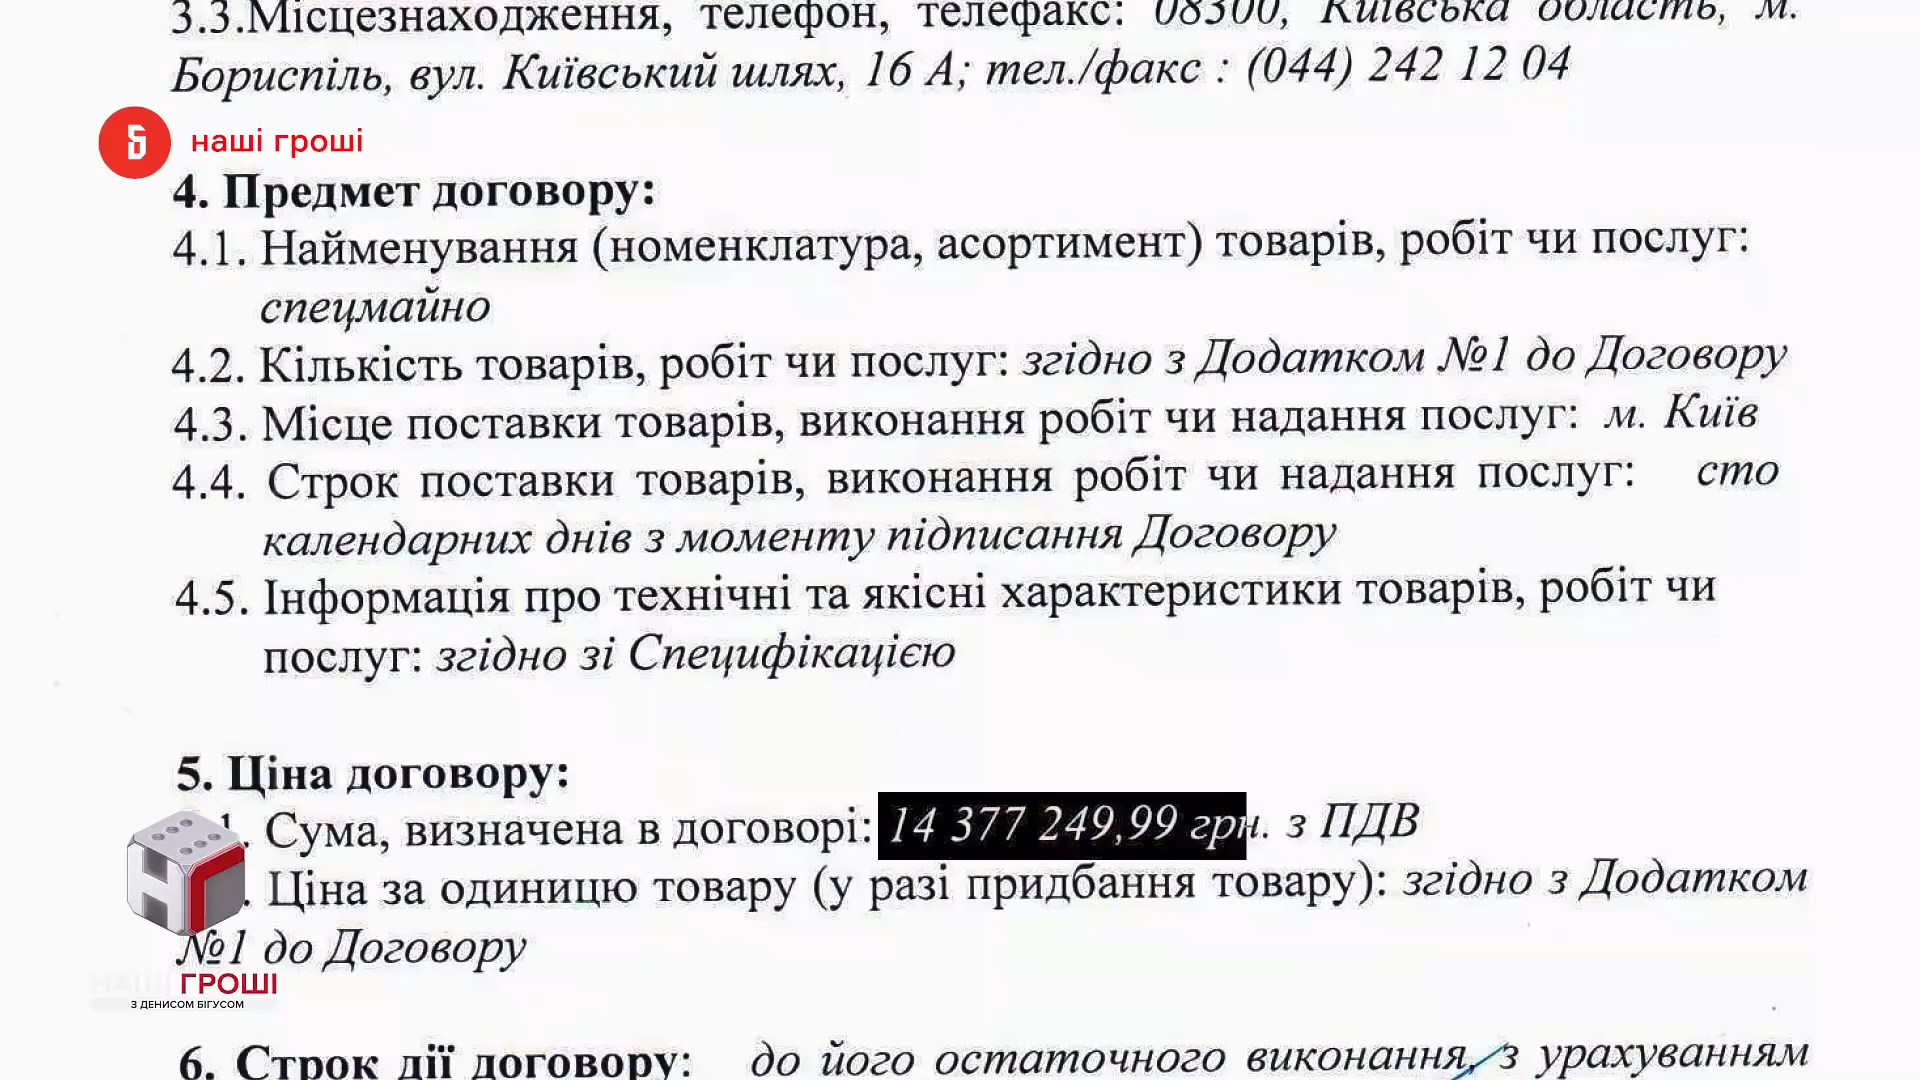 3.3.Місцезнаходження, телефон, телефакс: 08300, Київська область, м.
Бориспіль, вул. Київський шлях, 16 А; тел./факс : (044) 242 12 04
Б наші гроші
4. Предмет договору:
4.1. Найменування (номенклатура, асортимент) товарів, робіт чи послуг:
спецмайно
4.2. Кількість товарів, робіт чи послуг: згідно з Додатком №1 до Договору
4.3. Місце поставки товарів, виконання робіт чи надання послуг: м. Київ
4.4. Строк поставки товарів, виконання робіт чи надання послуг: сто
календарних днів з моменту підписання Договору
4.5. Інформація про технічні та якісні характеристики товарів, робіт чи
послуг: згідно зі Специфікацією
5. Ціна договору:
1. Сума, визначена в договорі: 14 377 249,99 грн. з ПДВ
. Ціна за одиницю товару (у разі придбання товару): згідно з Додатком
№1 до Договору
НГ
НАШІ ГРОШІ
З ДЕНИСОМ БІГУСОМ
6. Строк дії договору: до його остаточного виконання, з урахуванням